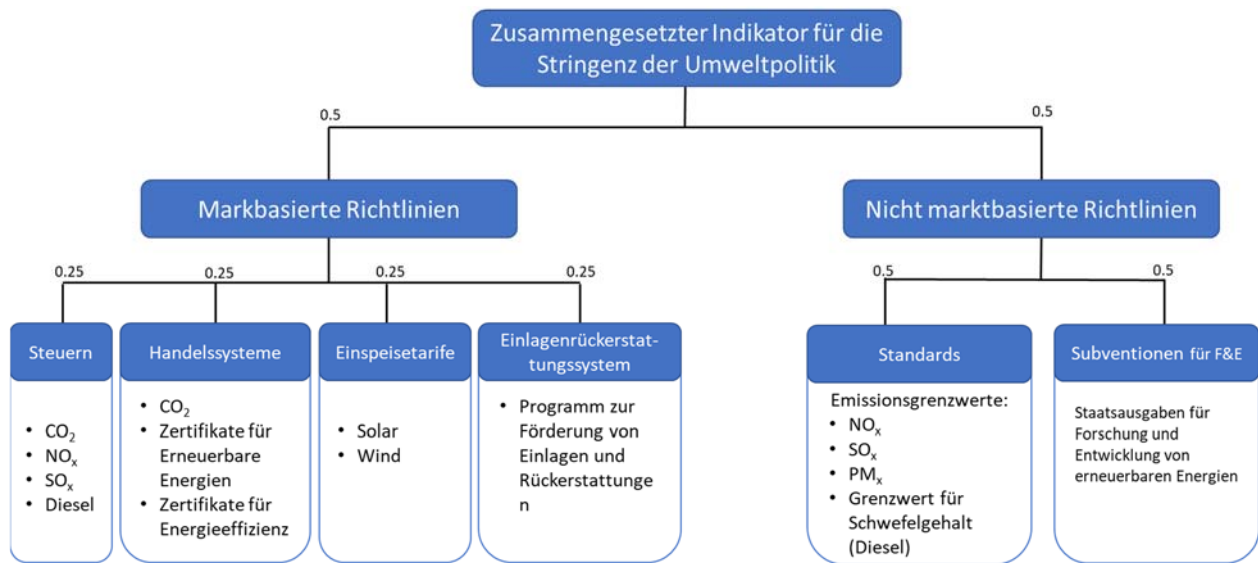 Zusammengesetzter Indikator für die
Stringenz der Umweltpolitik
0.5
0.5
Markbasierte Richtlinien
Nicht marktbasierte Richtlinien
0.25
0.25
0.25
0.25
0.5
0.5
Steuern
• CO₂
• NOₓ
• SOₓ
• Diesel
Handelssysteme
• CO₂
• Zertifikate für
Erneuerbare
Energien
• Zertifikate für
Energieeffizienz
Einspeisetarife
• Solar
• Wind
Einlagenrückerstat-
tungssystem
• Programm zur
Förderung von
Einlagen und
Rückerstattunge
n
Standards
Emissionsgrenzwerte:
• NOₓ
• SOₓ
• PMₓ
• Grenzwert für
Schwefelgehalt
(Diesel)
Subventionen für F&E
Staatsausgaben für
Forschung und
Entwicklung von
erneuerbaren Energien